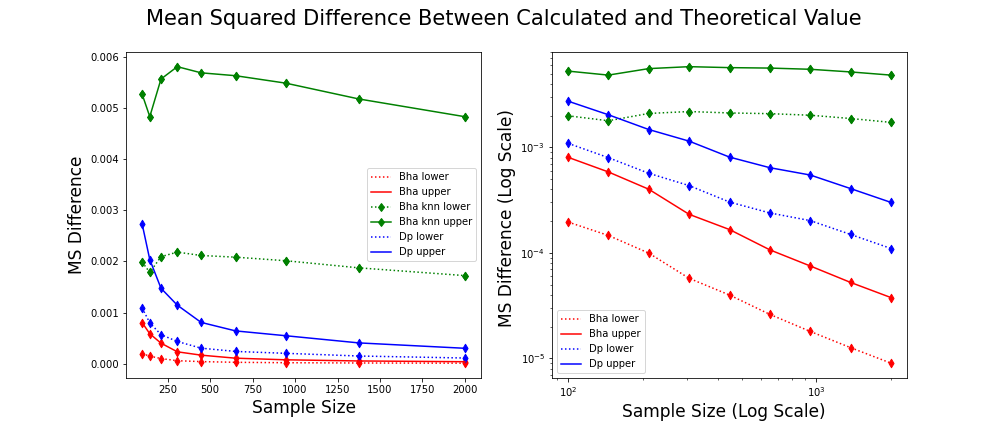 Mean Squared Difference Between Calculated and Theoretical Value
MS Difference
0.006
0.005
0.004
0.003
0.002
0.001
0.000
Bha lower
Bha upper
Bha knn lower
Bha knn upper
Dp lower
Dp upper
250
500
750
1000
1250
1500
1750
2000
Sample Size
MS Difference (Log Scale)
10⁻³
10⁻⁴
10⁻⁵
Bha lower
Bha upper
Dp lower
Dp upper
10²
10³
Sample Size (Log Scale)